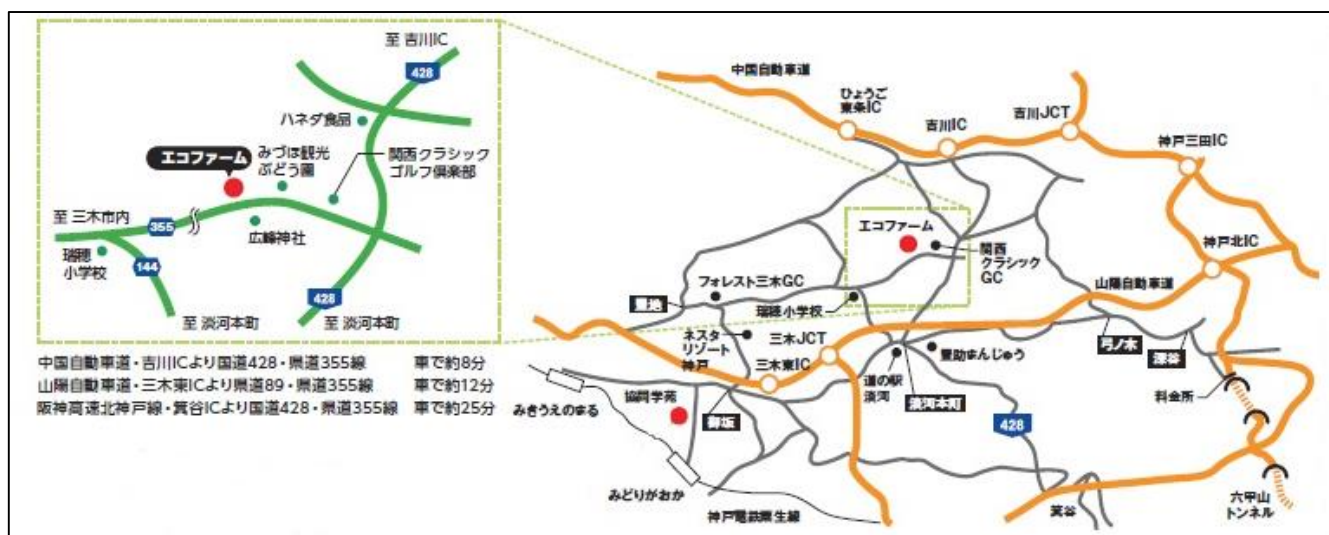 至 吉川IC
428
ハネダ食品
エコファーム
みづほ観光
ぶどう園
関西クラシック
ゴルフ倶楽部
至 三木市内
355
広峰神社
瑞穂
小学校
144
428
至 淡河本町
至 淡河本町
中国自動車道・吉川ICより国道428・県道355線 車で約8分
山陽自動車道・三木東ICより県道89・県道355線 車で約12分
阪神高速北神戸線・箕谷ICより国道428・県道355線 車で約25分
中国自動車道
ひょうご
東条IC
吉川IC
吉川JCT
神戸三田IC
エコファーム
関西
クラシック
GC
神戸北IC
山陽自動車道
フォレスト三木GC
瑞穂小学校
ネスタ
リゾート
神戸
三木JCT
三木東IC
豊助まんじゅう
道の駅
淡河
淡河本町
弓ノ木
料金所
協同学苑
御坂
みきうえのまる
みどりがおか
神戸電鉄粟生線
428
箕谷
六甲山
トンネル